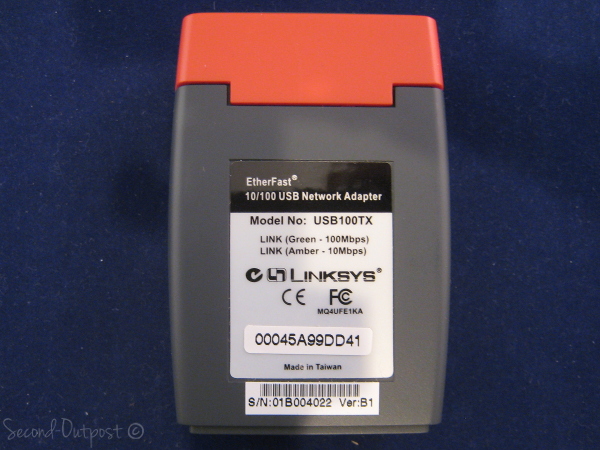 EtherFast®
10/100 USB Network Adapter
Model No: USB100TX
LINK (Green - 100Mbps)
LINK (Amber - 10Mbps)
LINKSYS®
CE FC
MQ4UFE1KA
00045A99DD41
Made in Taiwan
S/N:01B004022 Ver:B1
Second-Outpost ©